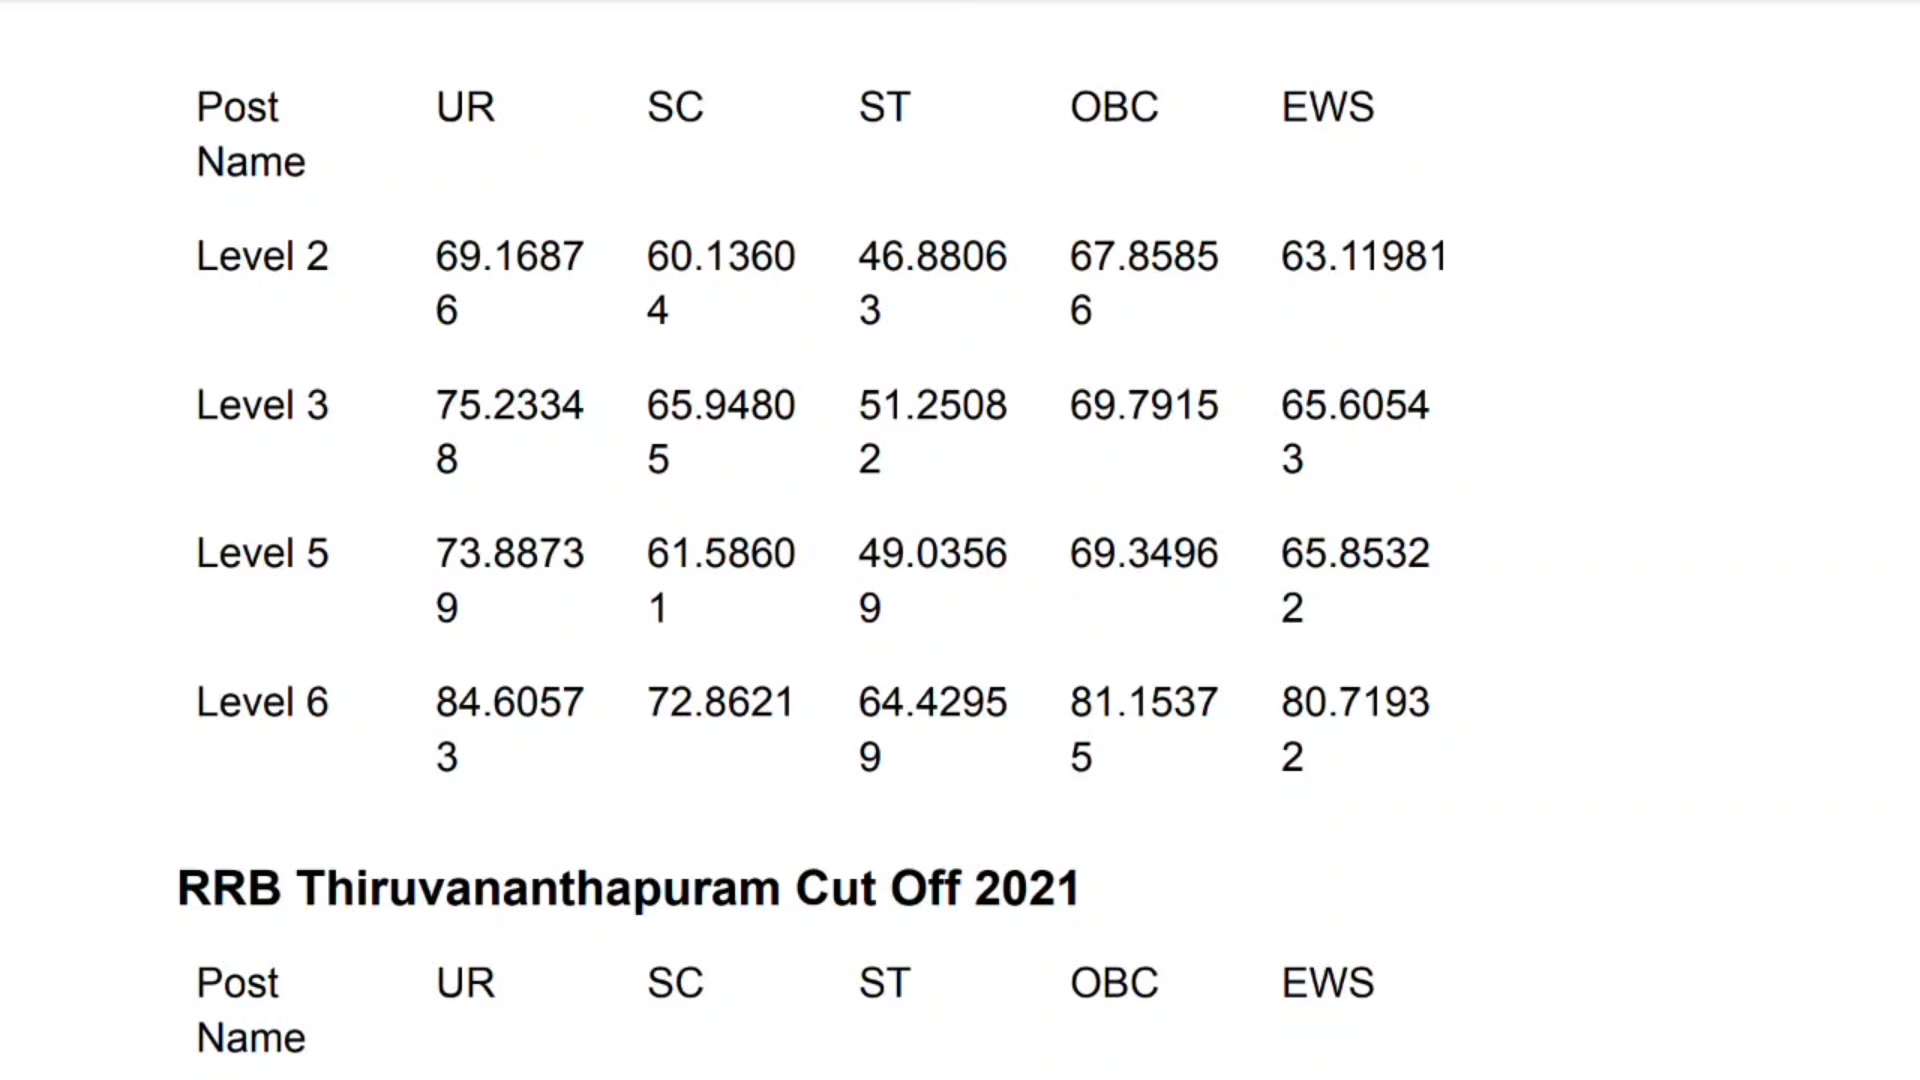 Post UR SC ST OBC EWS
Name
Level 2 69.1687 60.1360 46.8806 67.8585 63.11981
6 4 3 6
Level 3 75.2334 65.9480 51.2508 69.7915 65.6054
8 5 2 3
Level 5 73.8873 61.5860 49.0356 69.3496 65.8532
9 1 9 2
Level 6 84.6057 72.8621 64.4295 81.1537 80.7193
3 9 5 2
RRB Thiruvananthapuram Cut Off 2021
Post UR SC ST OBC EWS
Name